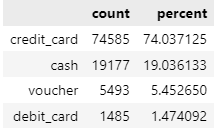 count percent
credit_card 74585 74.037125
cash 19177 19.036133
voucher 5493 5.452650
debit_card 1485 1.474092